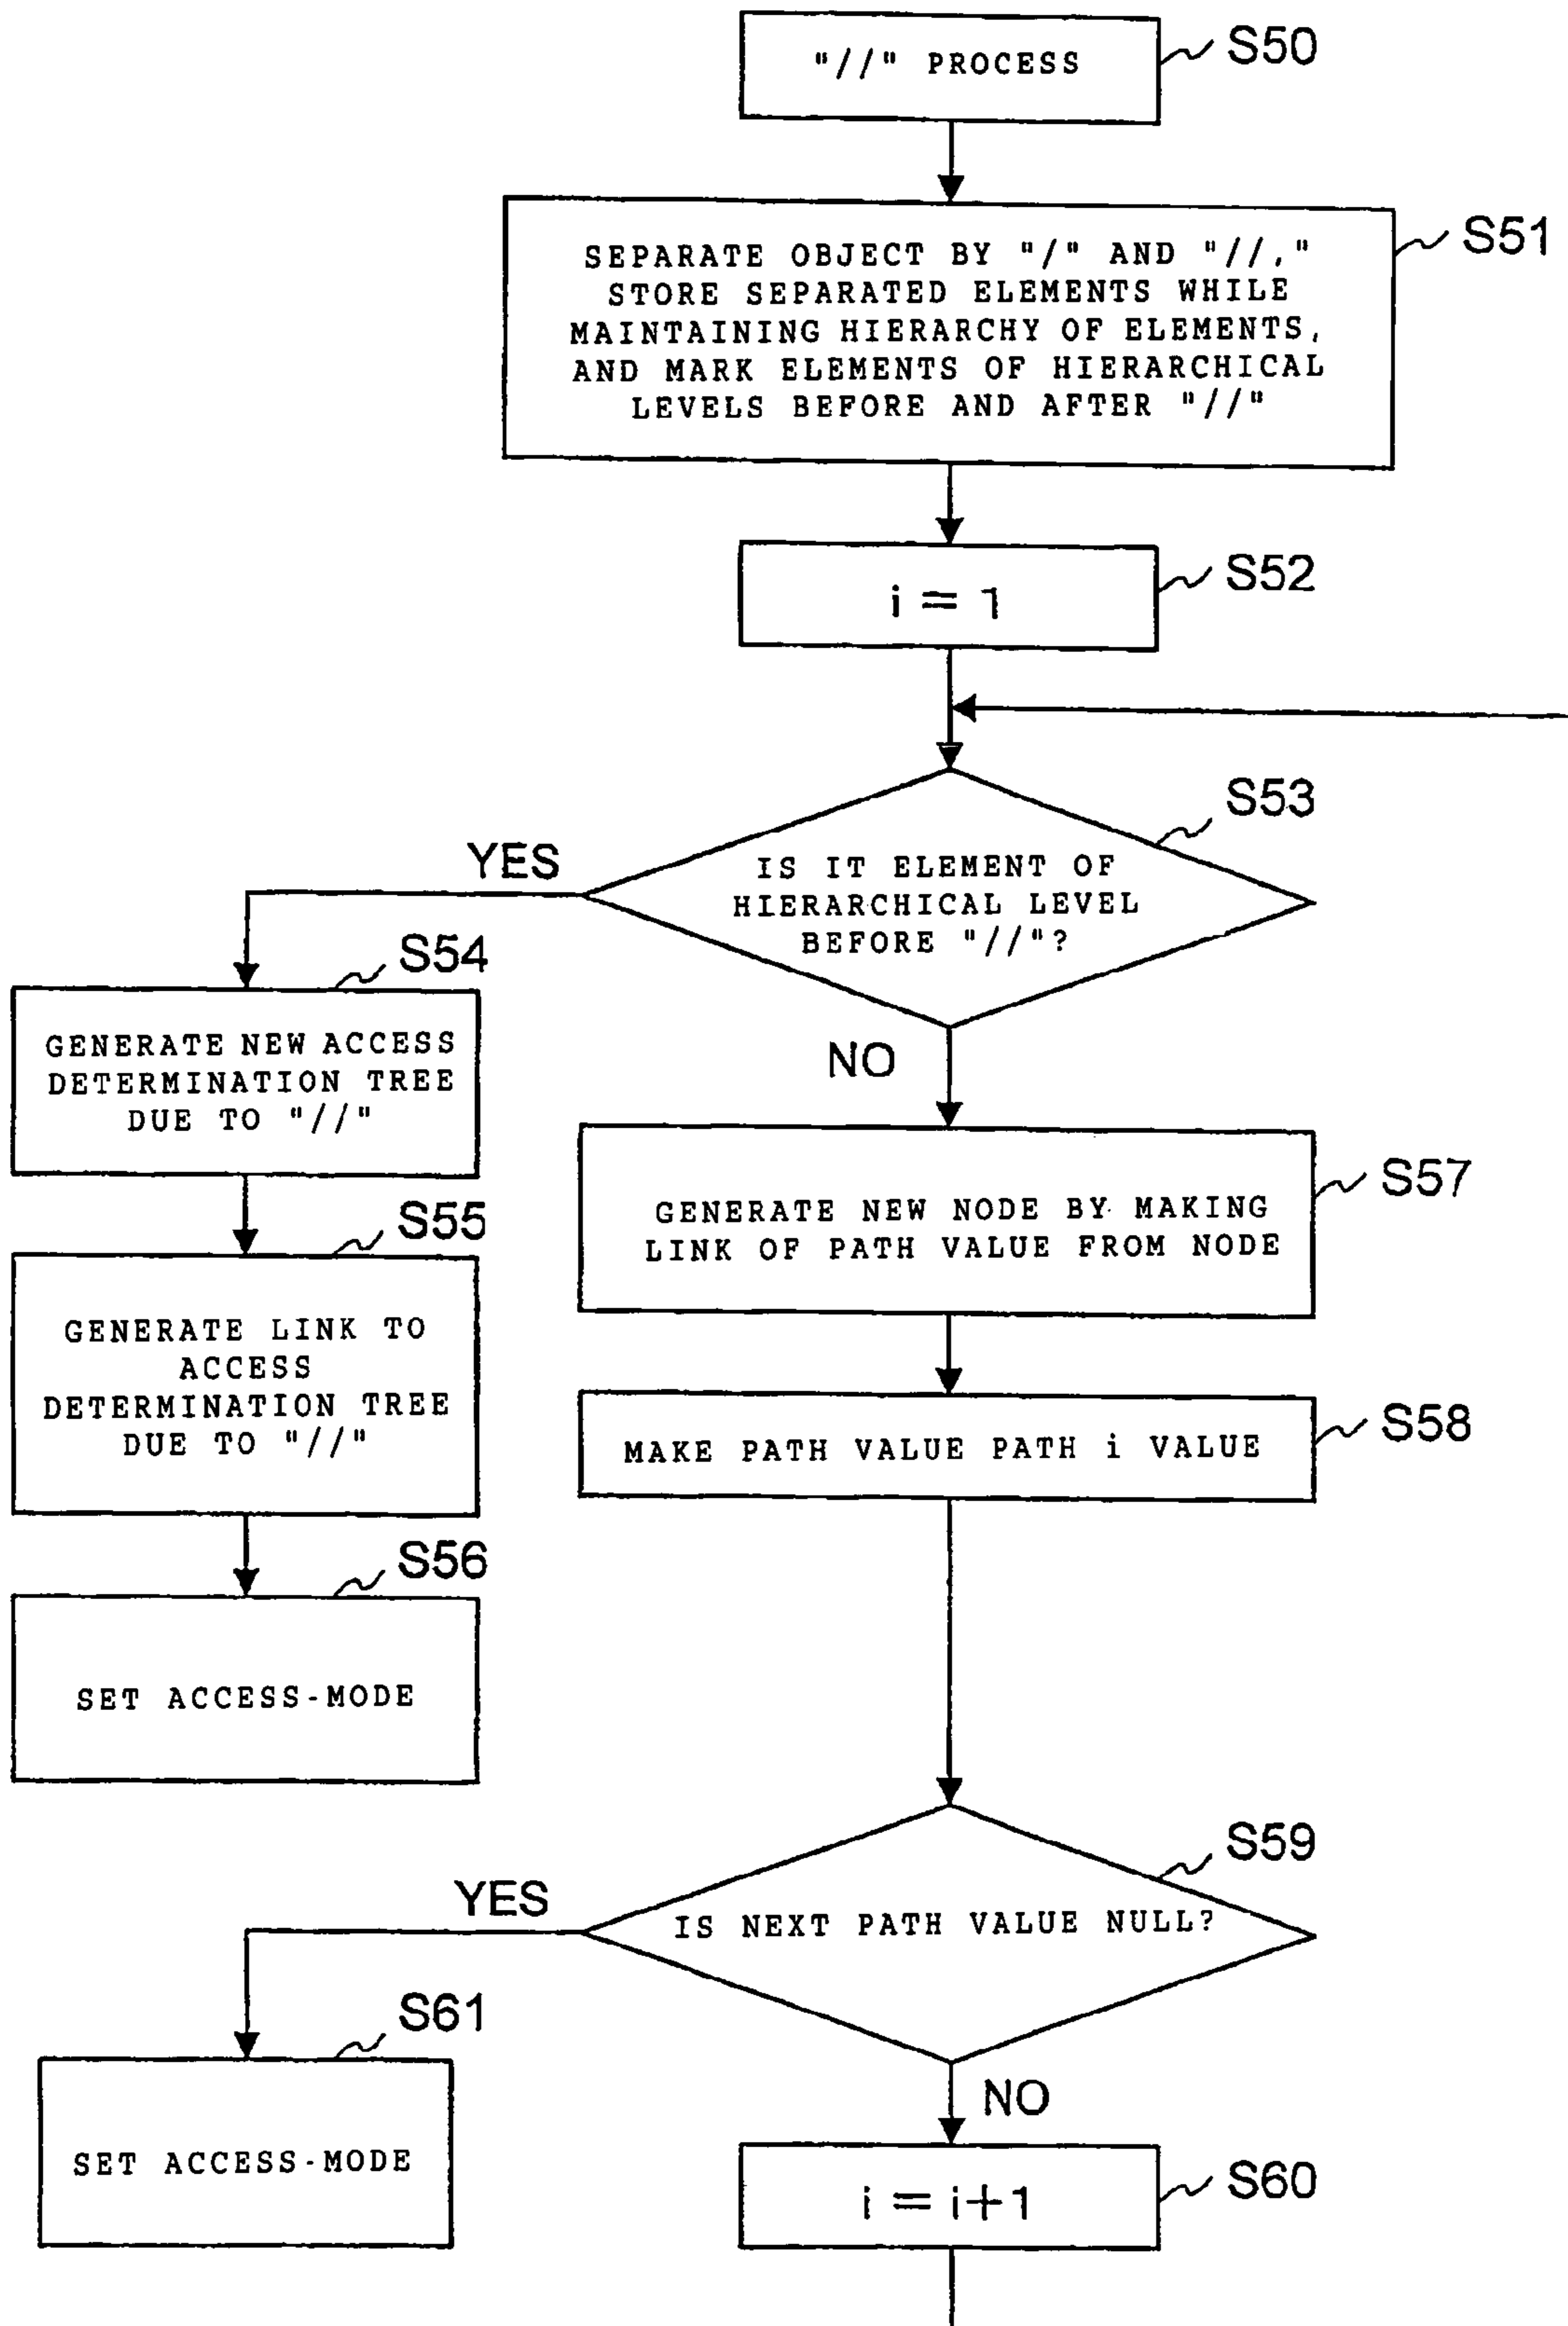 "//" PROCESS
S50
SEPARATE OBJECT BY "/" AND "//,"
STORE SEPARATED ELEMENTS WHILE
MAINTAINING HIERARCHY OF ELEMENTS,
AND MARK ELEMENTS OF HIERARCHICAL
LEVELS BEFORE AND AFTER "//"
S51
i = 1
S52
S53
IS IT ELEMENT OF
HIERARCHICAL LEVEL
BEFORE "//"?
YES
NO
S54
GENERATE NEW ACCESS
DETERMINATION TREE
DUE TO "//"
S55
GENERATE LINK TO
ACCESS
DETERMINATION TREE
DUE TO "//"
S56
SET ACCESS-MODE
S57
GENERATE NEW NODE BY MAKING
LINK OF PATH VALUE FROM NODE
S58
MAKE PATH VALUE PATH i VALUE
S59
IS NEXT PATH VALUE NULL?
YES
NO
S61
SET ACCESS-MODE
S60
i = i+1